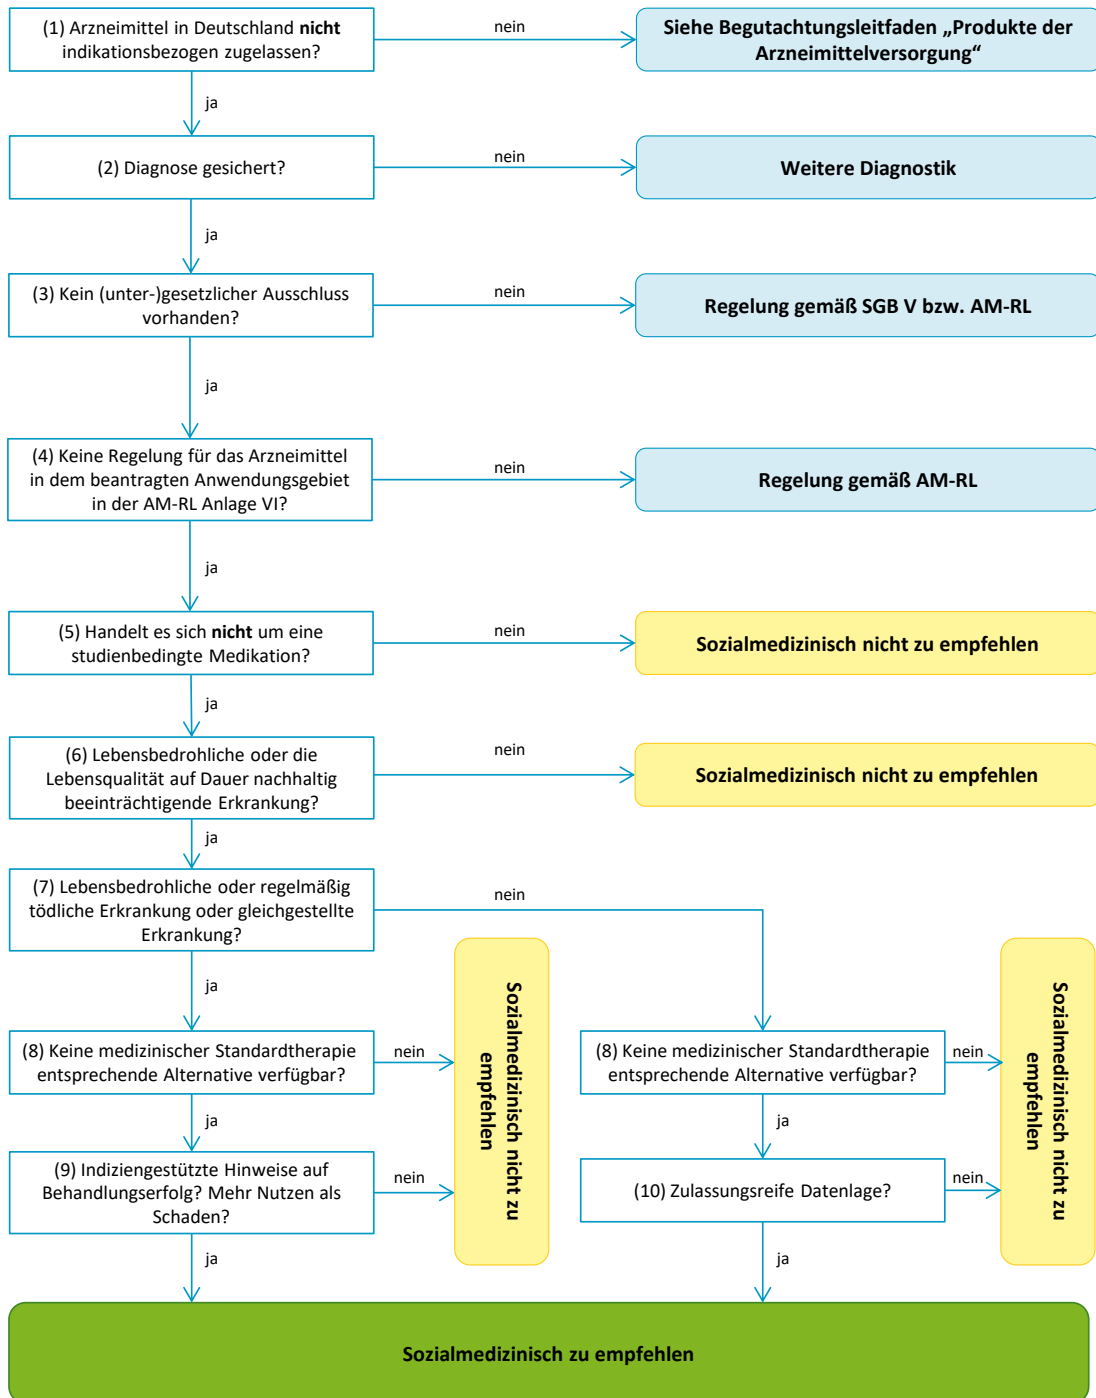 (1) Arzneimittel in Deutschland nicht
indikationsbezogen zugelassen?
nein
Siehe Begutachtungsleitfaden „Produkte der
Arzneimittelversorgung“
ja
(2) Diagnose gesichert?
nein
Weitere Diagnostik
ja
(3) Kein (unter-)gesetzlicher Ausschluss
vorhanden?
nein
Regelung gemäß SGB V bzw. AM-RL
ja
(4) Keine Regelung für das Arzneimittel
in dem beantragten Anwendungsgebiet
in der AM-RL Anlage VI?
nein
Regelung gemäß AM-RL
ja
(5) Handelt es sich nicht um eine
studienbedingte Medikation?
nein
Sozialmedizinisch nicht zu empfehlen
ja
(6) Lebensbedrohliche oder die
Lebensqualität auf Dauer nachhaltig
beeinträchtigende Erkrankung?
nein
Sozialmedizinisch nicht zu empfehlen
ja
(7) Lebensbedrohliche oder regelmäßig
tödliche Erkrankung oder gleichgestellte
Erkrankung?
nein
ja
(8) Keine medizinischer Standardtherapie
entsprechende Alternative verfügbar?
nein
Sozialmedizinisch nicht zu
empfehlen
(8) Keine medizinischer Standardtherapie
entsprechende Alternative verfügbar?
nein
Sozialmedizinisch nicht zu
empfehlen
ja
ja
(9) Indiziengestützte Hinweise auf
Behandlungserfolg? Mehr Nutzen als
Schaden?
nein
(10) Zulassungsreife Datenlage?
nein
ja
ja
Sozialmedizinisch zu empfehlen